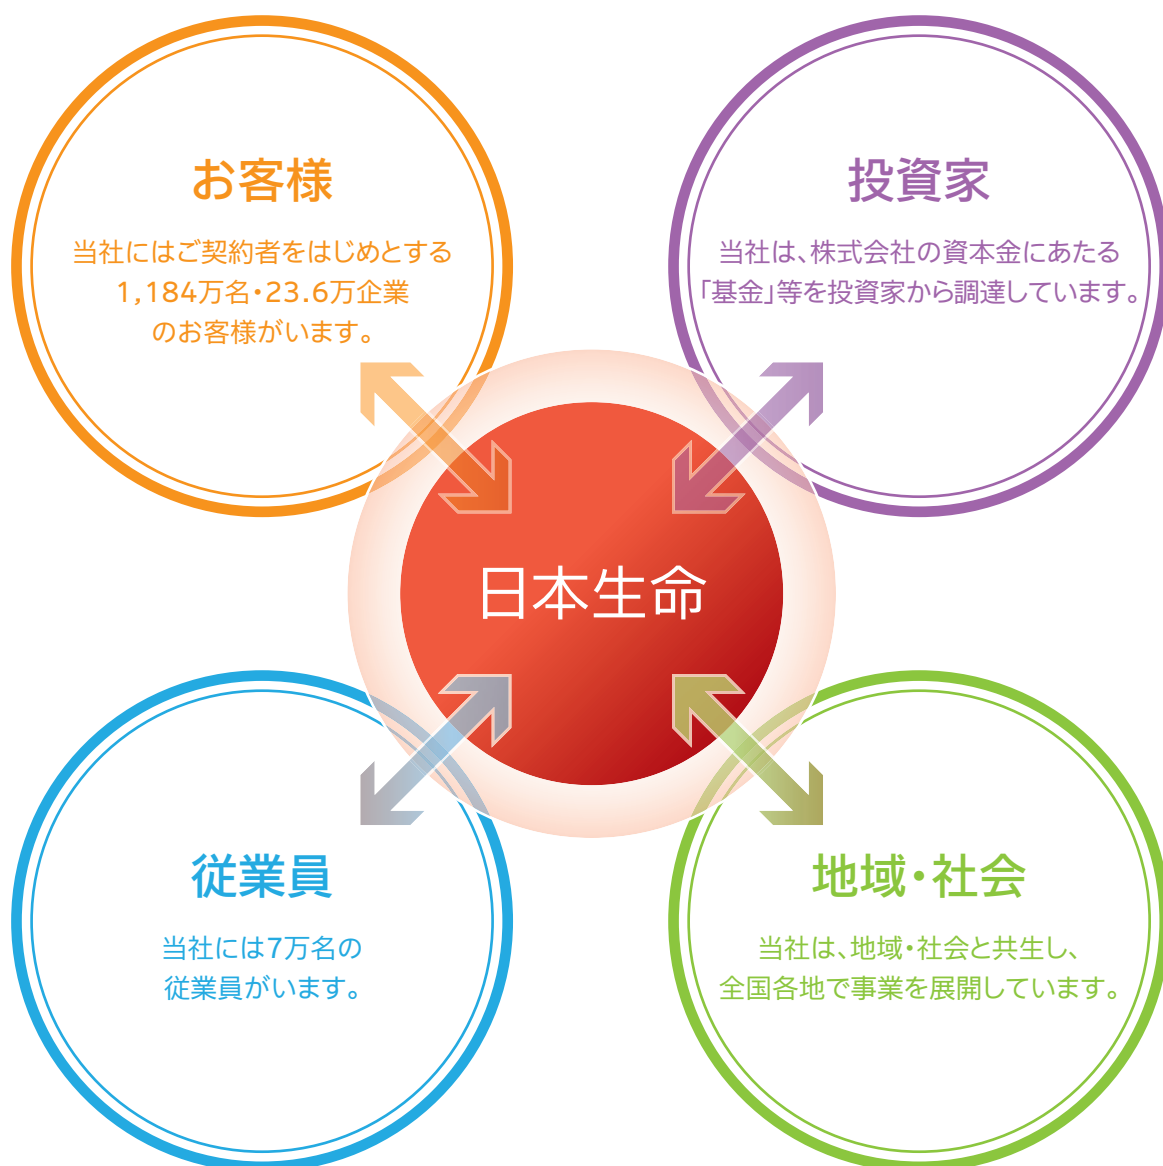 お客様
当社にはご契約者をはじめとする
1,184万名・23.6万企業
のお客様がいます。
投資家
当社は、株式会社の資本金にあたる
「基金」等を投資家から調達しています。
日本生命
従業員
当社には7万名の
従業員がいます。
地域・社会
当社は、地域・社会と共生し、
全国各地で事業を展開しています。